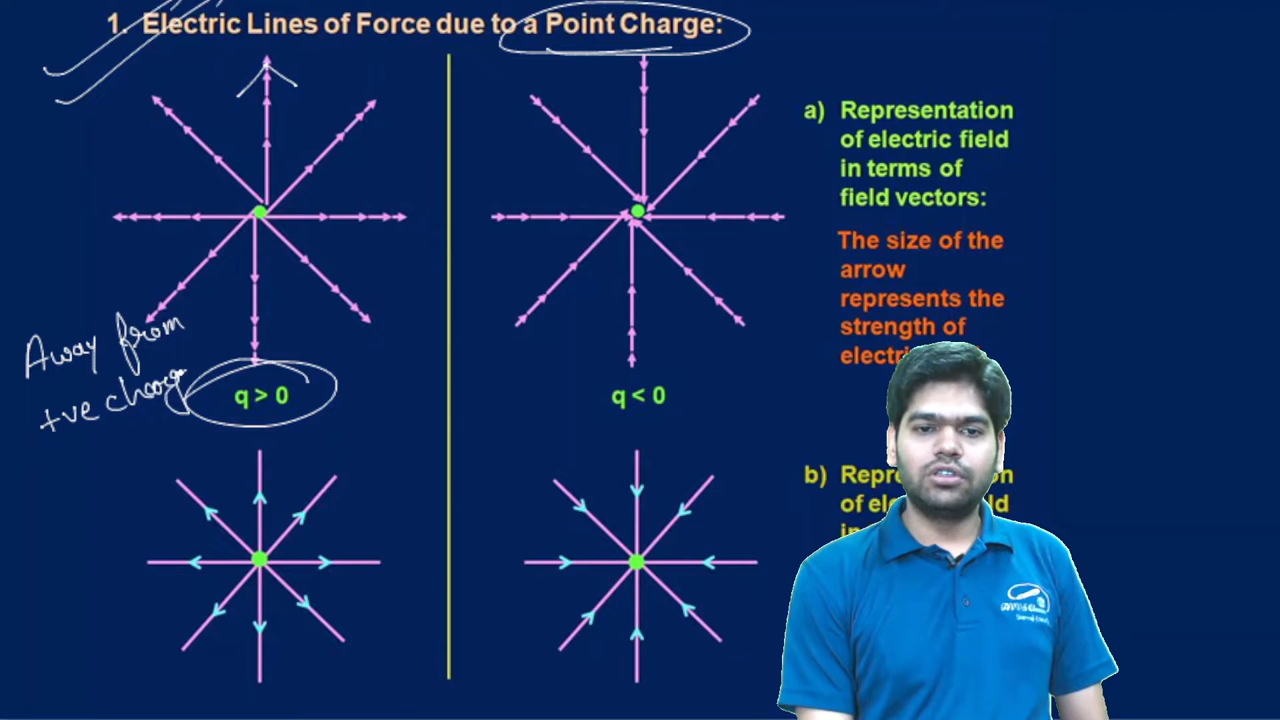 1. Electric Lines of Force due to a Point Charge:
a) Representation
of electric field
in terms of
field vectors:
The size of the
arrow
represents the
strength of
Away from
+ve charge
q > 0
q < 0
b)
of